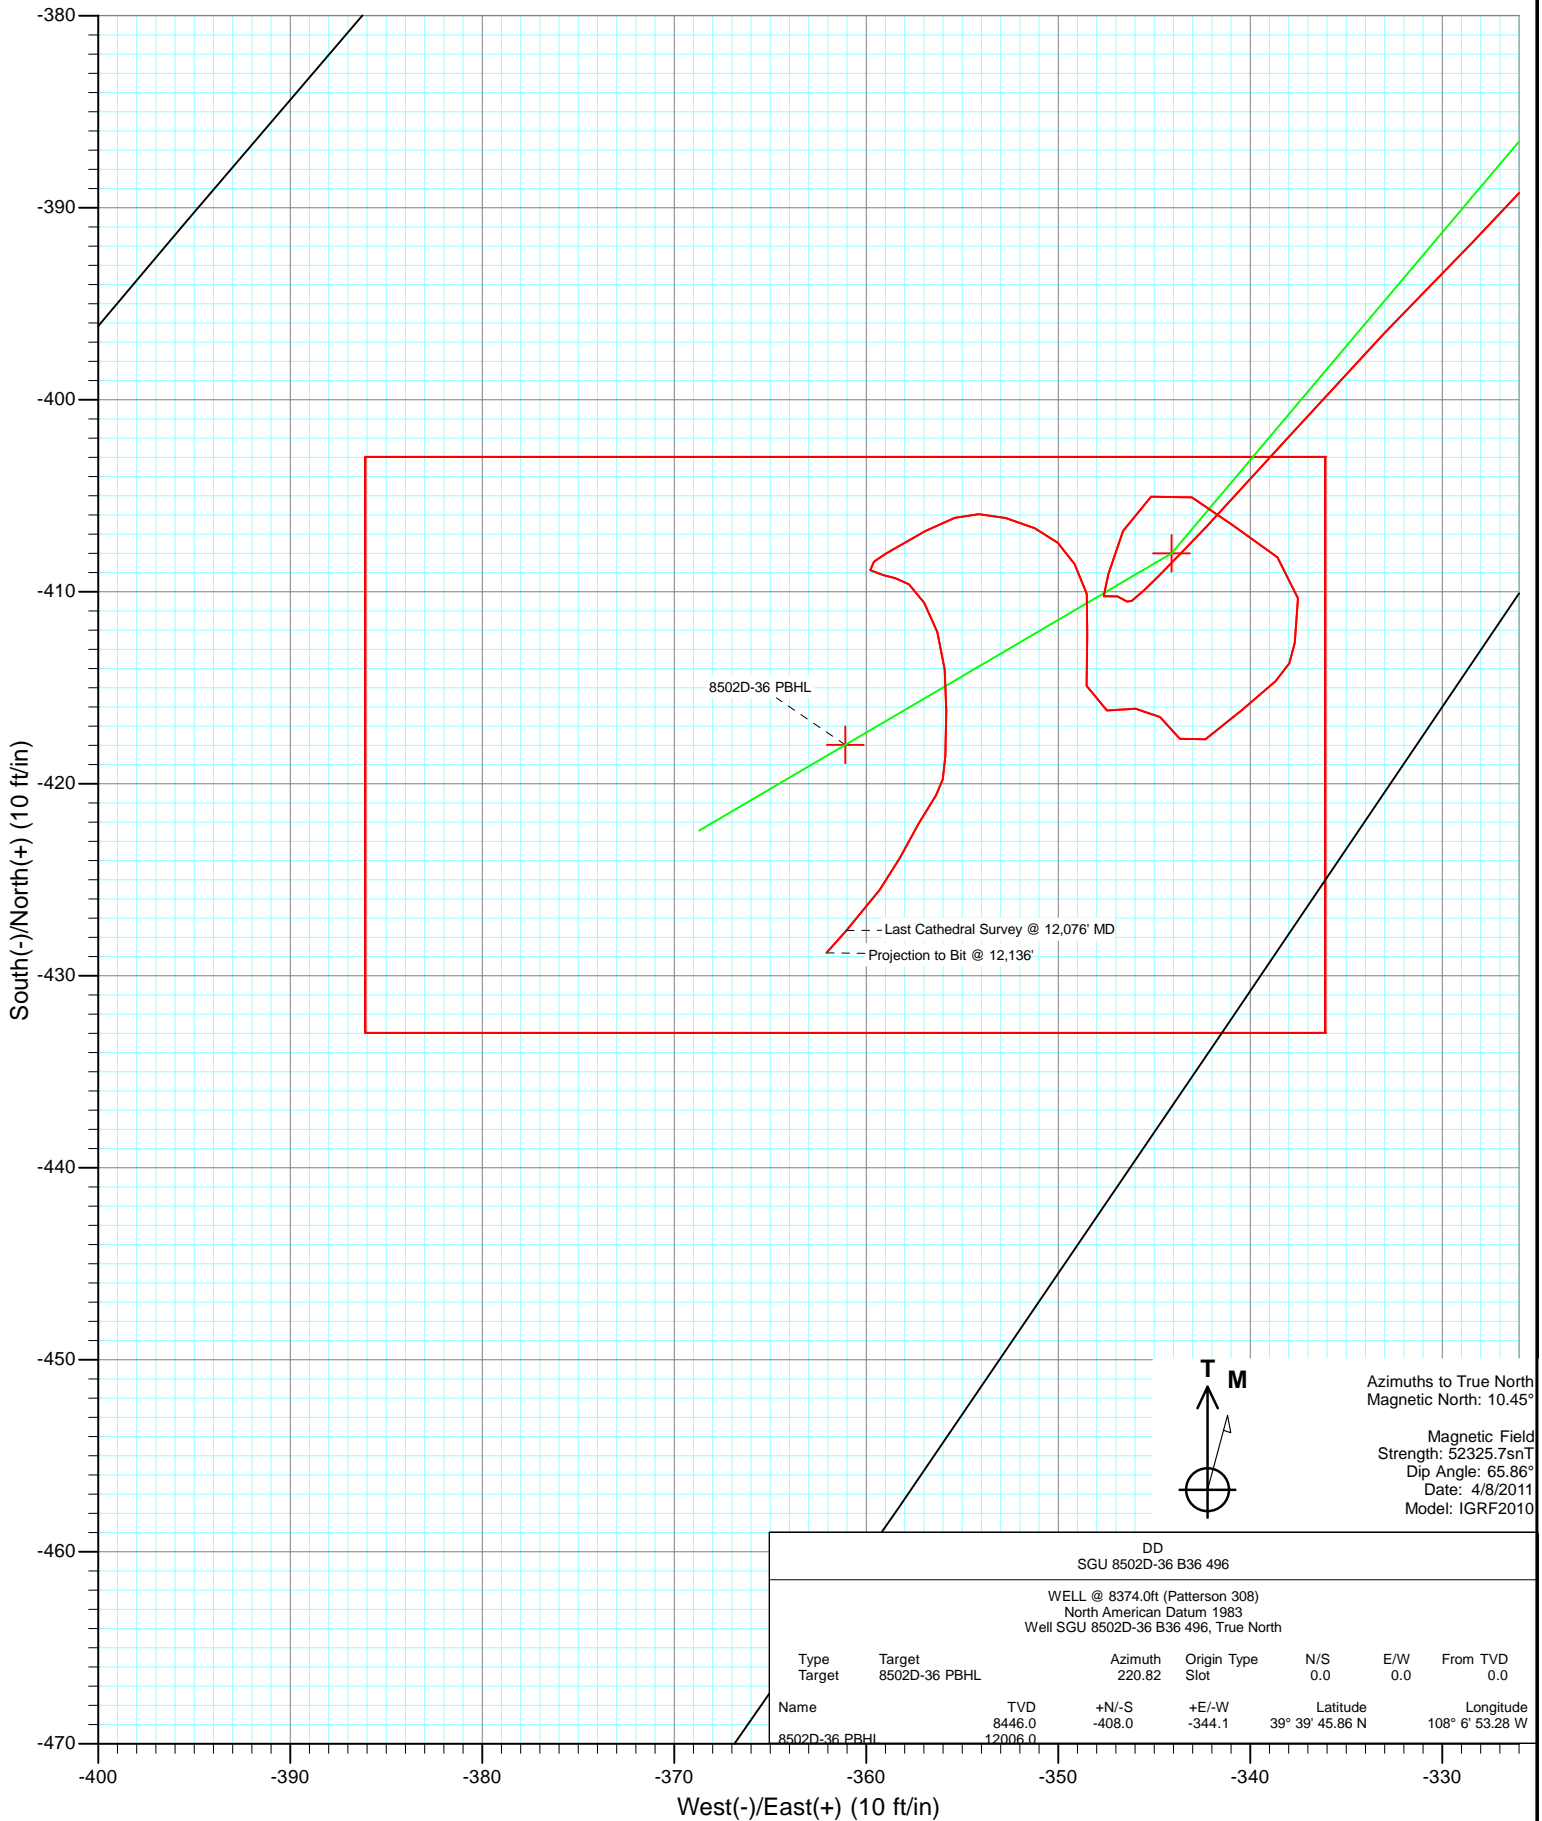 -380
-390
-400
-410
-420
-430
-440
-450
-460
-470
South(-)/North(+) (10 ft/in)
8502D-36 PBHL
Last Cathedral Survey @ 12,076' MD
Projection to Bit @ 12,136'
T M
Azimuths to True North
Magnetic North: 10.45°
Magnetic Field
Strength: 52325.7snT
Dip Angle: 65.86°
Date: 4/8/2011
Model: IGRF2010
DD
SGU 8502D-36 B36 496
WELL @ 8374.0ft (Patterson 308)
North American Datum 1983
Well SGU 8502D-36 B36 496, True North
Type Target Azimuth Origin Type N/S E/W From TVD
Target 8502D-36 PBHL 220.82 Slot 0.0 0.0 0.0
Name TVD +N/-S +E/-W Latitude Longitude
8446.0 -408.0 -344.1 39° 39' 45.86 N 108° 6' 53.28 W
8502D-36 PBHL 12006.0
-400 -390 -380 -370 -360 -350 -340 -330
West(-)/East(+) (10 ft/in)